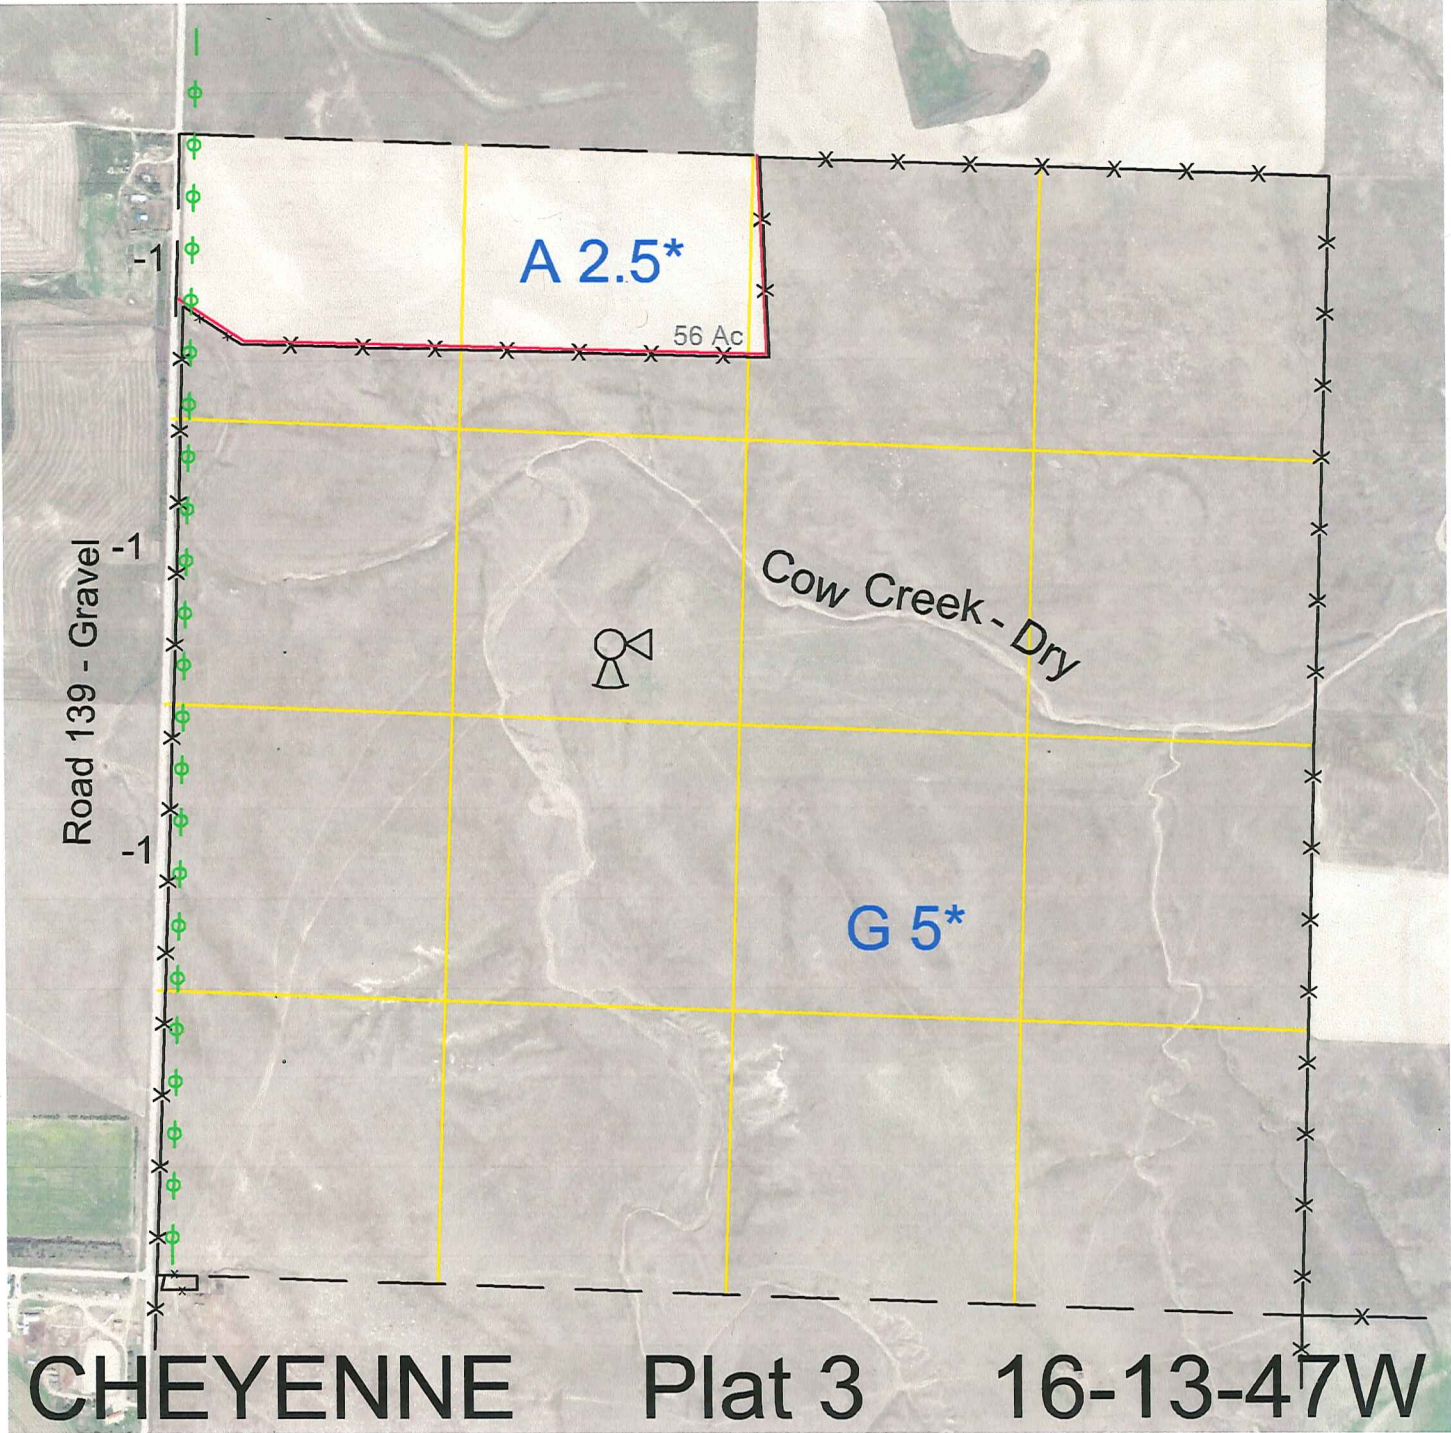 -1
A 2.5*
56 Ac
-1
Road 139 - Gravel
Cow Creek - Dry
-1
G 5*
CHEYENNE Plat 3 16-13-47W